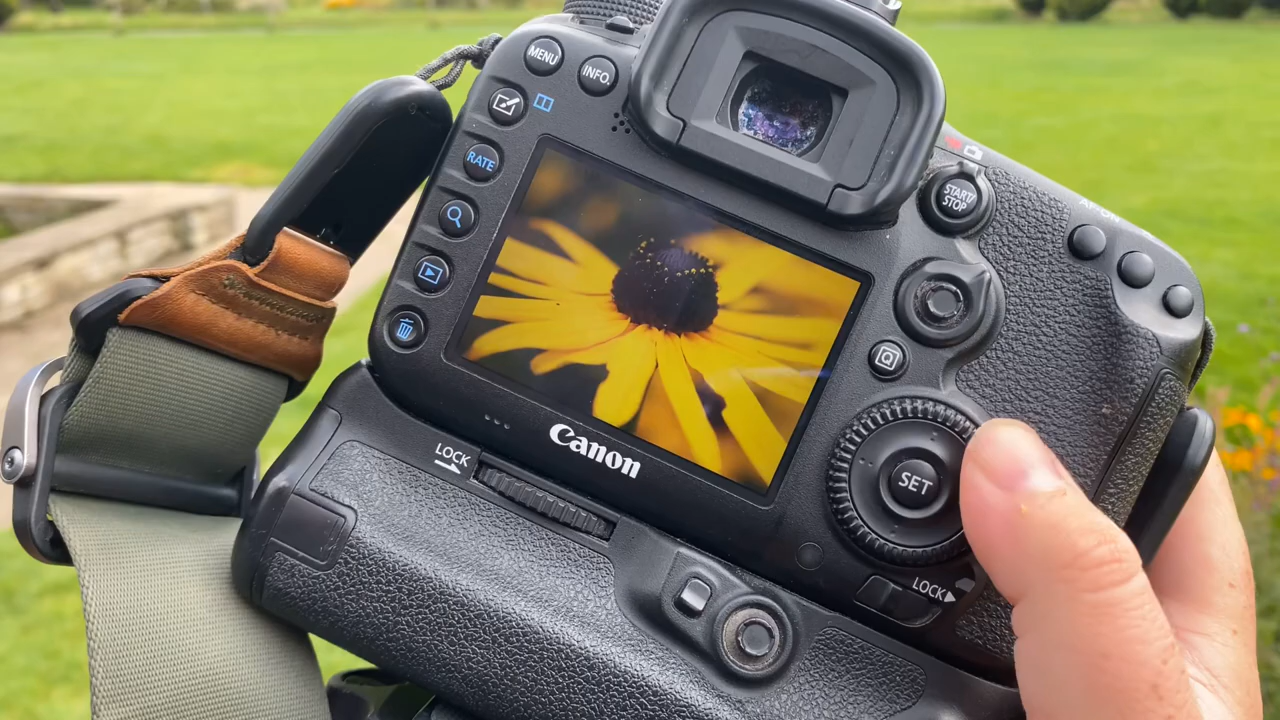 MENU
INFO.
RATE
START/
STOP
AF-ON
Q
Canon
LOCK
SET
LOCK